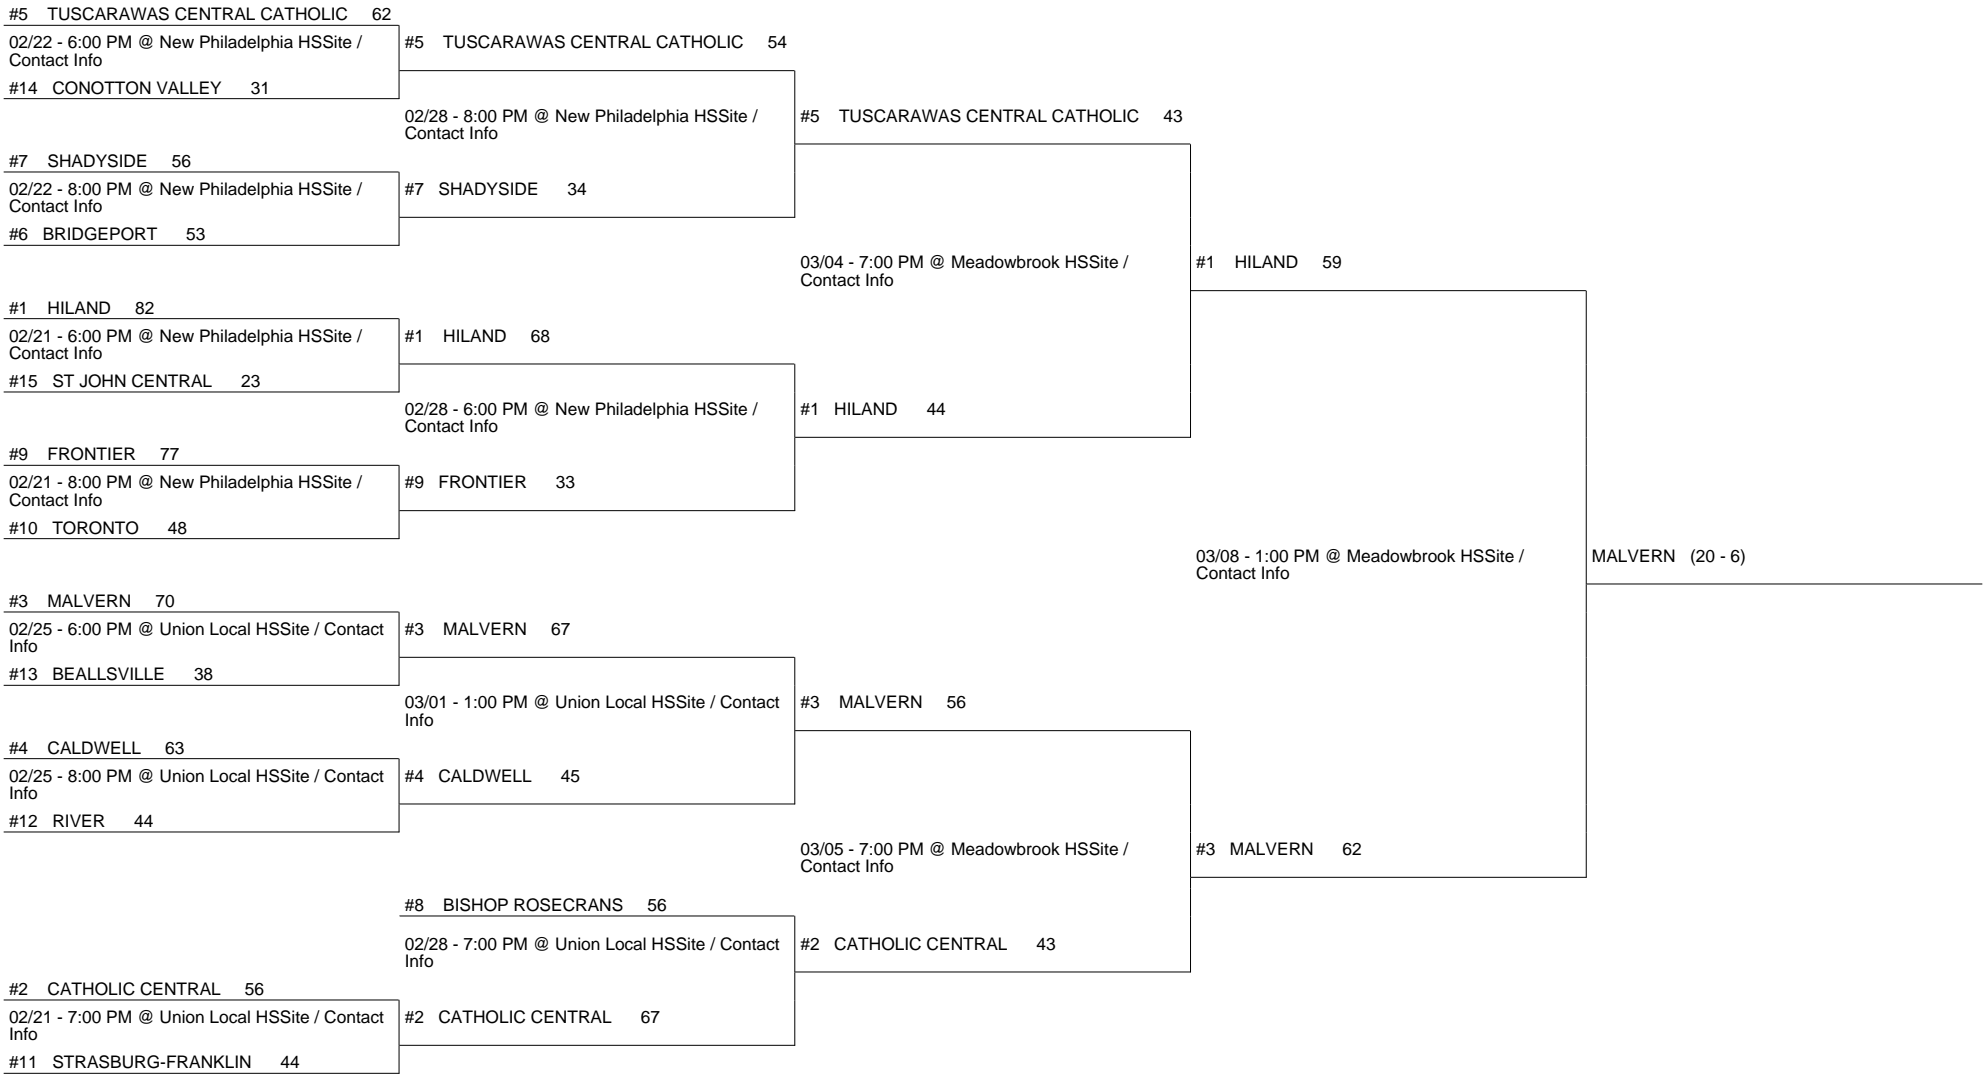 #5 TUSCARAWAS CENTRAL CATHOLIC 62
02/22 - 6:00 PM @ New Philadelphia HSSite /
Contact Info
#14 CONOTTON VALLEY 31
#7 SHADYSIDE 56
02/22 - 8:00 PM @ New Philadelphia HSSite /
Contact Info
#6 BRIDGEPORT 53
#1 HILAND 82
02/21 - 6:00 PM @ New Philadelphia HSSite /
Contact Info
#15 ST JOHN CENTRAL 23
#9 FRONTIER 77
02/21 - 8:00 PM @ New Philadelphia HSSite /
Contact Info
#10 TORONTO 48
#3 MALVERN 70
02/25 - 6:00 PM @ Union Local HSSite / Contact
Info
#13 BEALLSVILLE 38
#4 CALDWELL 63
02/25 - 8:00 PM @ Union Local HSSite / Contact
Info
#12 RIVER 44
#2 CATHOLIC CENTRAL 56
02/21 - 7:00 PM @ Union Local HSSite / Contact
Info
#11 STRASBURG-FRANKLIN 44
#5 TUSCARAWAS CENTRAL CATHOLIC 54
02/28 - 8:00 PM @ New Philadelphia HSSite /
Contact Info
#7 SHADYSIDE 34
#1 HILAND 68
02/28 - 6:00 PM @ New Philadelphia HSSite /
Contact Info
#9 FRONTIER 33
#3 MALVERN 67
03/01 - 1:00 PM @ Union Local HSSite / Contact
Info
#4 CALDWELL 45
#8 BISHOP ROSECRANS 56
02/28 - 7:00 PM @ Union Local HSSite / Contact
Info
#2 CATHOLIC CENTRAL 67
#5 TUSCARAWAS CENTRAL CATHOLIC 43
03/04 - 7:00 PM @ Meadowbrook HSSite /
Contact Info
#1 HILAND 44
#3 MALVERN 56
03/05 - 7:00 PM @ Meadowbrook HSSite /
Contact Info
#2 CATHOLIC CENTRAL 43
#1 HILAND 59
03/08 - 1:00 PM @ Meadowbrook HSSite /
Contact Info
#3 MALVERN 62
MALVERN (20 - 6)